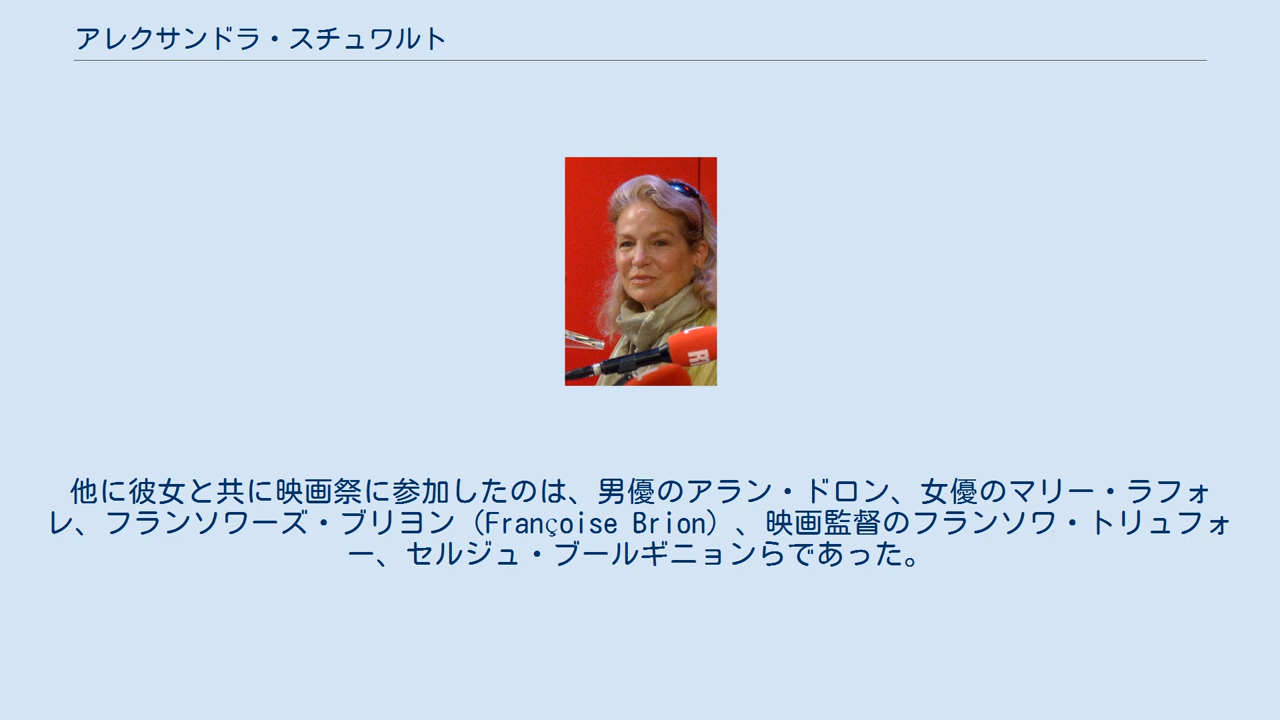 アレクサンドラ・スチュワルト
他に彼女と共に映画祭に参加したのは、男優のアラン・ドロン、女優のマリー・ラフォ
レ、フランソワーズ・ブリヨン（Françoise Brion）、映画監督のフランソワ・トリュフォ
ー、セルジュ・ブールギニョンらであった。